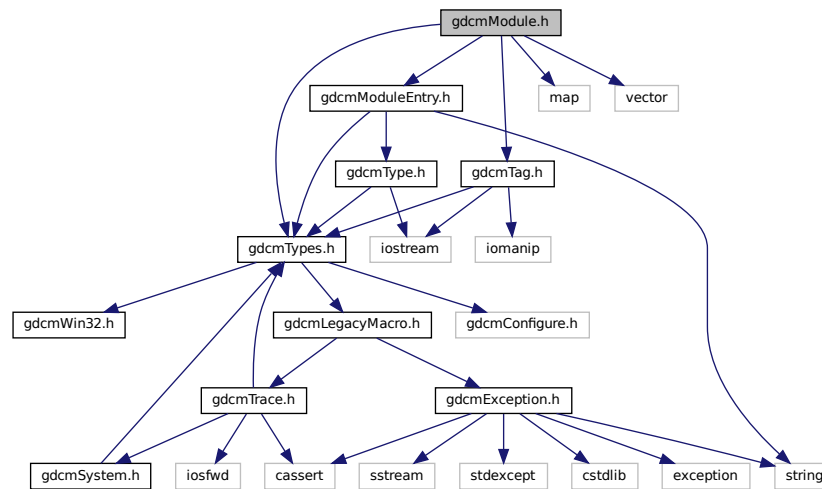 gdcmModule.h
gdcmModuleEntry.h
map
vector
gdcmType.h
gdcmTag.h
gdcmTypes.h
iostream
iomanip
gdcmWin32.h
gdcmLegacyMacro.h
gdcmConfigure.h
gdcmTrace.h
gdcmException.h
gdcmSystem.h
iosfwd
cassert
sstream
stdexcept
cstdlib
exception
string